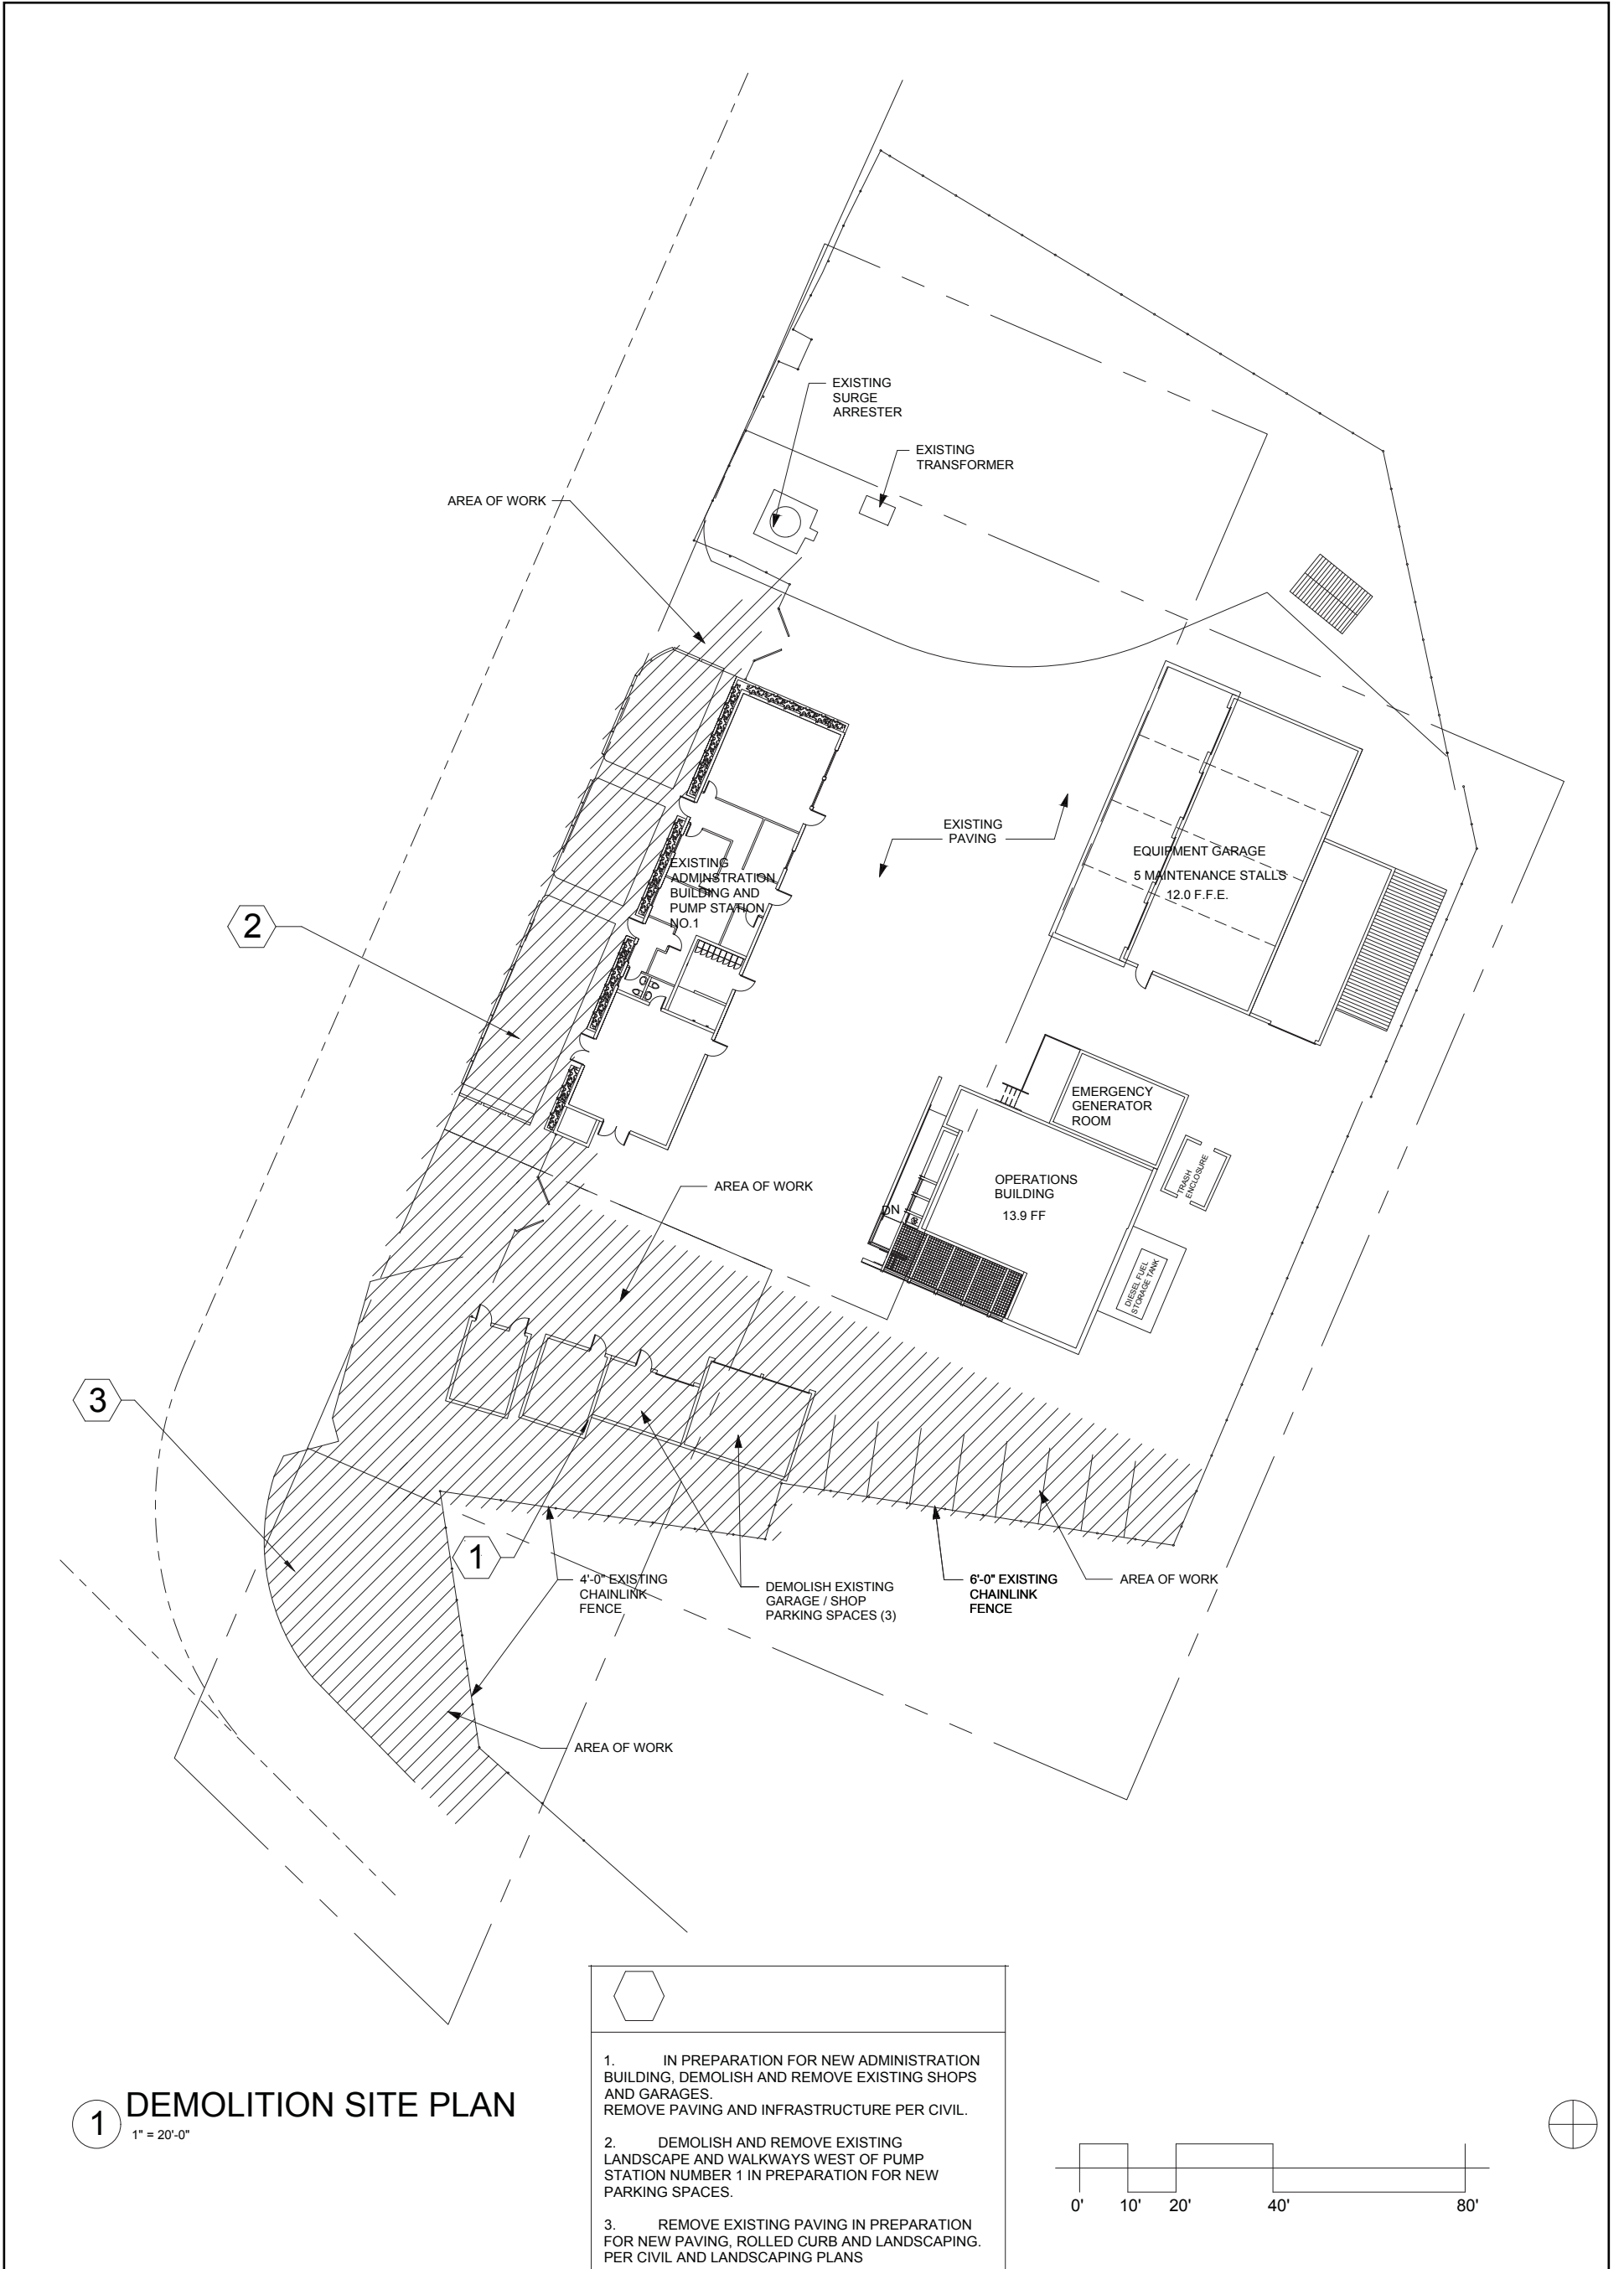 EXISTING
SURGE
ARRESTER
EXISTING
TRANSFORMER
AREA OF WORK
EXISTING
PAVING
EQUIPMENT GARAGE
5 MAINTENANCE STALLS
12.0 F.F.E.
EXISTING
ADMINSTRATION
BUILDING AND
PUMP STATION
NO.1
2
EMERGENCY
GENERATOR
ROOM
TRASH
ENCLOSURE
OPERATIONS
BUILDING
13.9 FF
DN
AREA OF WORK
DIESEL FUEL
STORAGE TANK
3
1
4'-0" EXISTING
CHAINLINK
FENCE
DEMOLISH EXISTING
GARAGE / SHOP
PARKING SPACES (3)
6'-0" EXISTING
CHAINLINK
FENCE
AREA OF WORK
AREA OF WORK
1 DEMOLITION SITE PLAN
1" = 20'-0"
1. IN PREPARATION FOR NEW ADMINISTRATION
BUILDING, DEMOLISH AND REMOVE EXISTING SHOPS
AND GARAGES.
REMOVE PAVING AND INFRASTRUCTURE PER CIVIL.
2. DEMOLISH AND REMOVE EXISTING
LANDSCAPE AND WALKWAYS WEST OF PUMP
STATION NUMBER 1 IN PREPARATION FOR NEW
PARKING SPACES.
3. REMOVE EXISTING PAVING IN PREPARATION
FOR NEW PAVING, ROLLED CURB AND LANDSCAPING.
PER CIVIL AND LANDSCAPING PLANS
0' 10' 20' 40' 80'